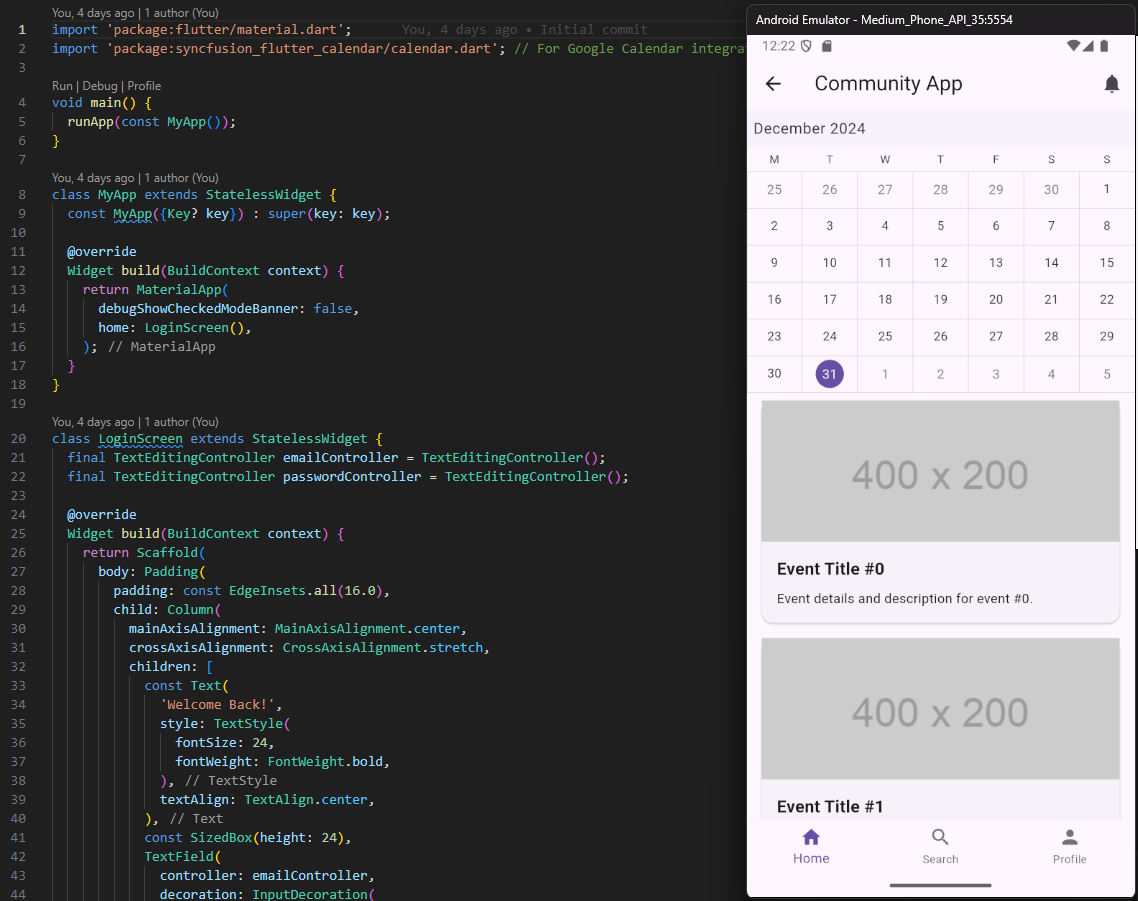 You, 4 days ago | 1 author (You)
1 import 'package:flutter/material.dart';     You, 4 days ago • Initial commit
2 import 'package:syncfusion_flutter_calendar/calendar.dart'; // For Google Calendar integra
3
Run | Debug | Profile
4 void main() {
5   runApp(const MyApp());
6 }
7
You, 4 days ago | 1 author (You)
8 class MyApp extends StatelessWidget {
9   const MyApp({Key? key}) : super(key: key);
10
11   @override
12   Widget build(BuildContext context) {
13     return MaterialApp(
14       debugShowCheckedModeBanner: false,
15       home: LoginScreen(),
16     ); // MaterialApp
17   }
18 }
19
You, 4 days ago | 1 author (You)
20 class LoginScreen extends StatelessWidget {
21   final TextEditingController emailController = TextEditingController();
22   final TextEditingController passwordController = TextEditingController();
23
24   @override
25   Widget build(BuildContext context) {
26     return Scaffold(
27       body: Padding(
28         padding: const EdgeInsets.all(16.0),
29         child: Column(
30           mainAxisAlignment: MainAxisAlignment.center,
31           crossAxisAlignment: CrossAxisAlignment.stretch,
32           children: [
33             const Text(
34               'Welcome Back!',
35               style: TextStyle(
36                 fontSize: 24,
37                 fontWeight: FontWeight.bold,
38               ), // TextStyle
39               textAlign: TextAlign.center,
40             ), // Text
41             const SizedBox(height: 24),
42             TextField(
43               controller: emailController,
44               decoration: InputDecoration(
Android Emulator - Medium_Phone_API_35:5554
12:22
Community App
December 2024
M T W T F S S
25 26 27 28 29 30 1
2 3 4 5 6 7 8
9 10 11 12 13 14 15
16 17 18 19 20 21 22
23 24 25 26 27 28 29
30 31 1 2 3 4 5
400 x 200
Event Title #0
Event details and description for event #0.
400 x 200
Event Title #1
Home Search Profile